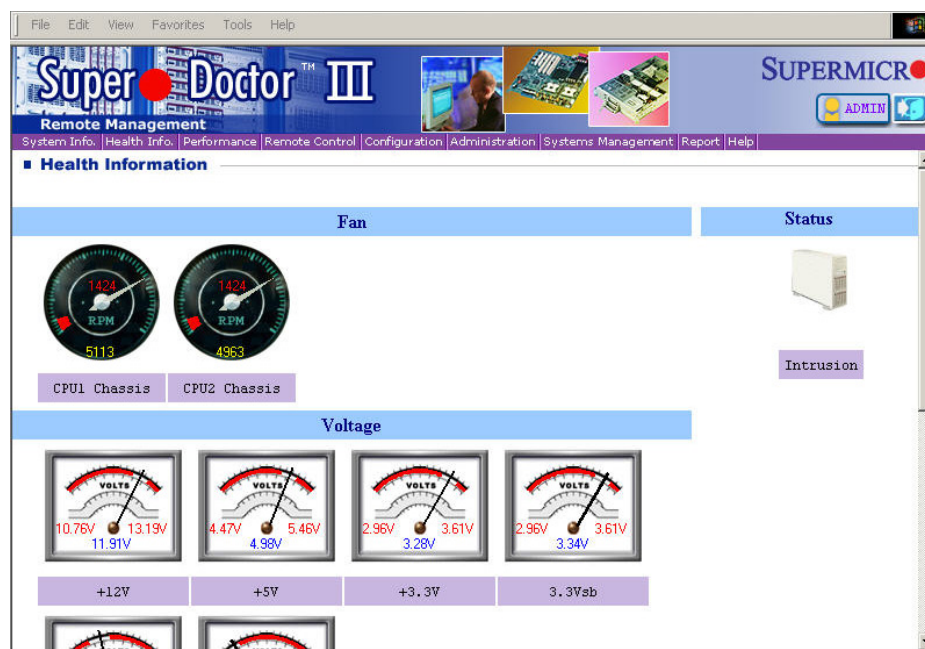 File Edit View Favorites Tools Help
Super Doctor™ III
SUPERMICR
ADMIN
Remote Management
System Info. Health Info. Performance Remote Control Configuration Administration Systems Management Report Help
Health Information
Fan
Status
1424
RPM
5113
1424
RPM
4963
CPU1 Chassis
CPU2 Chassis
Intrusion
Voltage
VOLTS
10.76V 13.19V
11.91V
VOLTS
4.47V 5.46V
4.98V
VOLTS
2.96V 3.61V
3.28V
VOLTS
2.96V 3.61V
3.34V
+12V
+5V
+3.3V
3.3Vsb